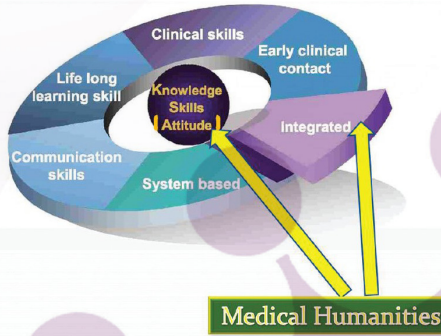 Clinical skills
Early clinical
contact
Life long
learning skill
Knowledge
Skills
Attitude
Integrated
Communication
skills
System based
Medical Humanities